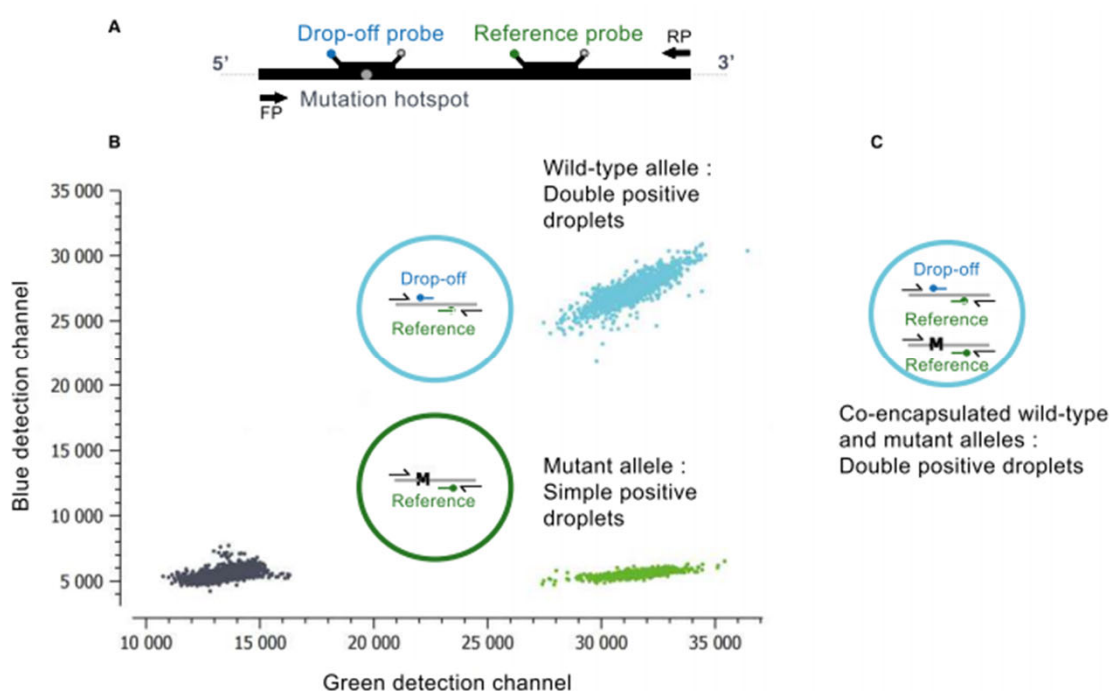 A
Drop-off probe
Reference probe
RP
5’
3’
FP
Mutation hotspot
B
C
Blue detection channel
35 000
30 000
25 000
20 000
15 000
10 000
5 000
Wild-type allele :
Double positive
droplets
Drop-off
Reference
Mutant allele :
Simple positive
droplets
M
Reference
10 000
15 000
20 000
25 000
30 000
35 000
Green detection channel
Drop-off
Reference
M
Reference
Co-encapsulated wild-type
and mutant alleles :
Double positive droplets